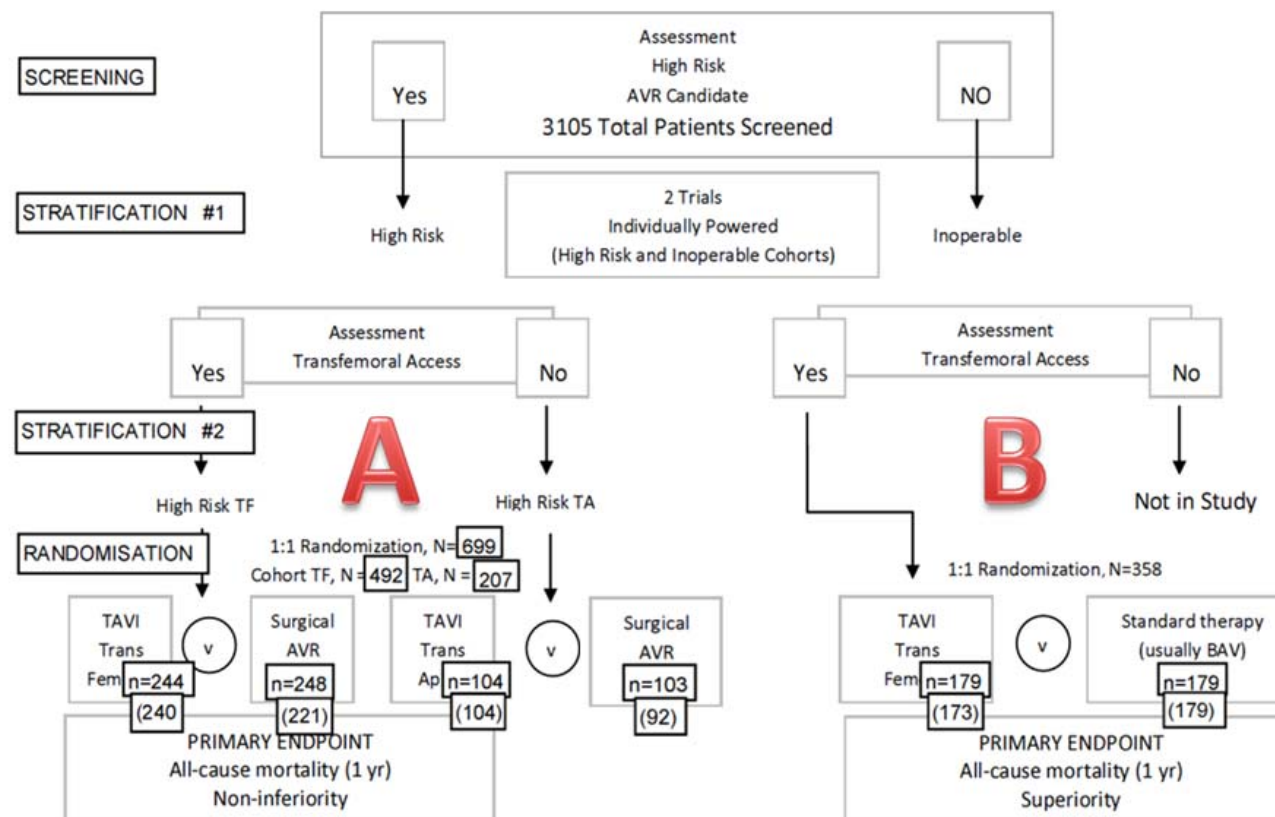 SCREENING
Assessment
High Risk
AVR Candidate
3105 Total Patients Screened
Yes
NO
STRATIFICATION #1
High Risk
2 Trials
Individually Powered
(High Risk and Inoperable Cohorts)
Inoperable
Assessment
Transfemoral Access
Yes
No
Assessment
Transfemoral Access
Yes
No
STRATIFICATION #2
A
B
High Risk TF
High Risk TA
Not in Study
RANDOMISATION
1:1 Randomization, N= 699
Cohort TF, N = 492 TA, N = 207
1:1 Randomization, N=358
TAVI
Trans
Fem n=244
(240
v
Surgical
AVR
n=248
(221)
TAVI
Trans
Ap n=104
(104)
v
Surgical
AVR
n=103
(92)
TAVI
Trans
Fem n=179
(173)
v
Standard therapy
(usually BAV)
n=179
(179)
PRIMARY ENDPOINT
All-cause mortality (1 yr)
Non-inferiority
PRIMARY ENDPOINT
All-cause mortality (1 yr)
Superiority